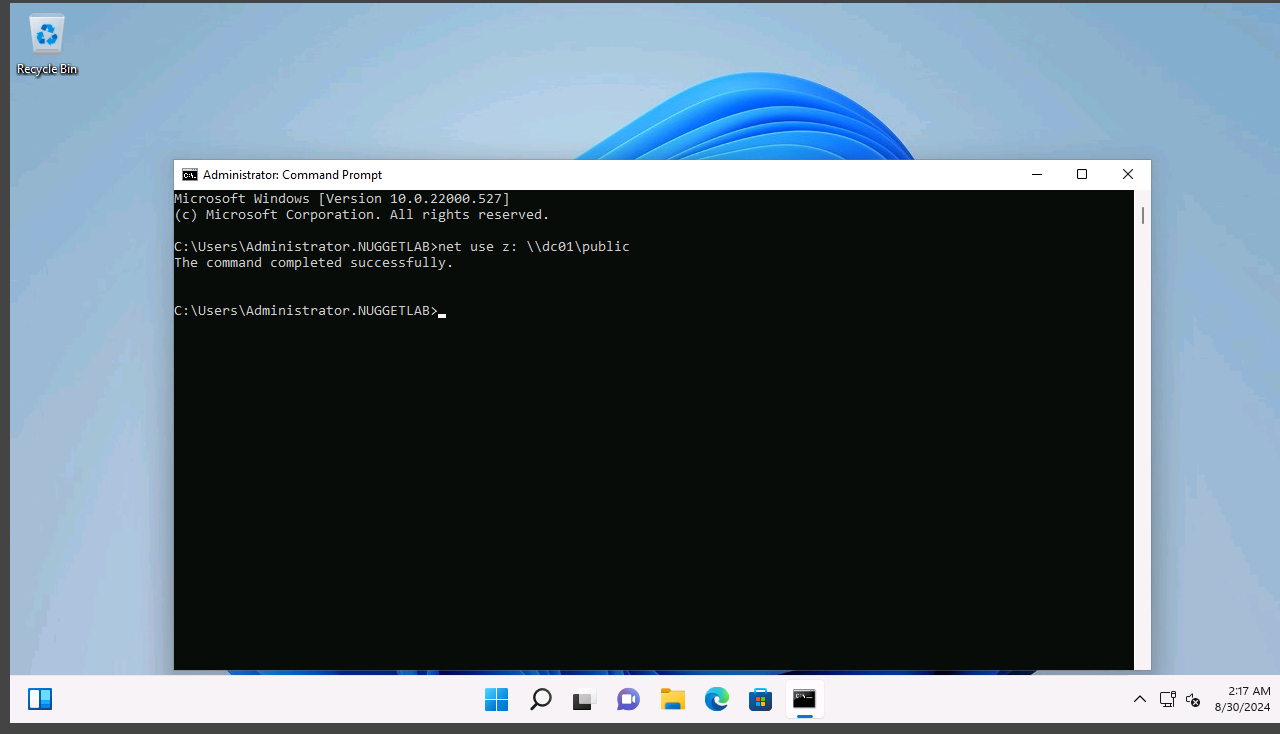 Recycle Bin
Administrator: Command Prompt
Microsoft Windows [Version 10.0.22000.527]
(c) Microsoft Corporation. All rights reserved.
C:\Users\Administrator.NUGGETLAB>net use z: \\dc01\public
The command completed successfully.
C:\Users\Administrator.NUGGETLAB>
2:17 AM
8/30/2024